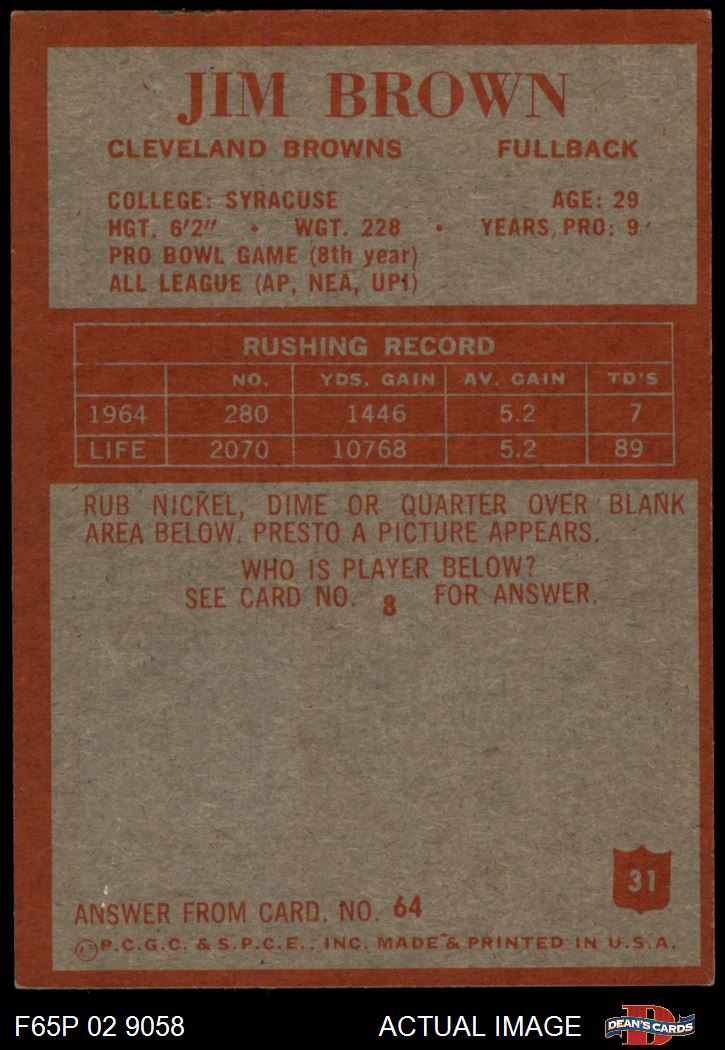 JIM BROWN
CLEVELAND BROWNS FULLBACK
COLLEGE: SYRACUSE AGE: 29
HGT. 6'2" • WGT. 228 • YEARS PRO: 9
PRO BOWL GAME (8th year)
ALL LEAGUE (AP, NEA, UPI)
RUSHING RECORD
NO. YDS. GAIN AV. GAIN TD'S
1964 280 1446 5.2 7
LIFE 2070 10768 5.2 89
RUB NICKEL, DIME OR QUARTER OVER BLANK
AREA BELOW. PRESTO A PICTURE APPEARS.
WHO IS PLAYER BELOW?
SEE CARD NO. 8 FOR ANSWER.
31
ANSWER FROM CARD. NO. 64
©P.C.G.C. & S.P.C.E., INC. MADE & PRINTED IN U.S.A.
F65P 02 9058 ACTUAL IMAGE D DEAN'S CARDS